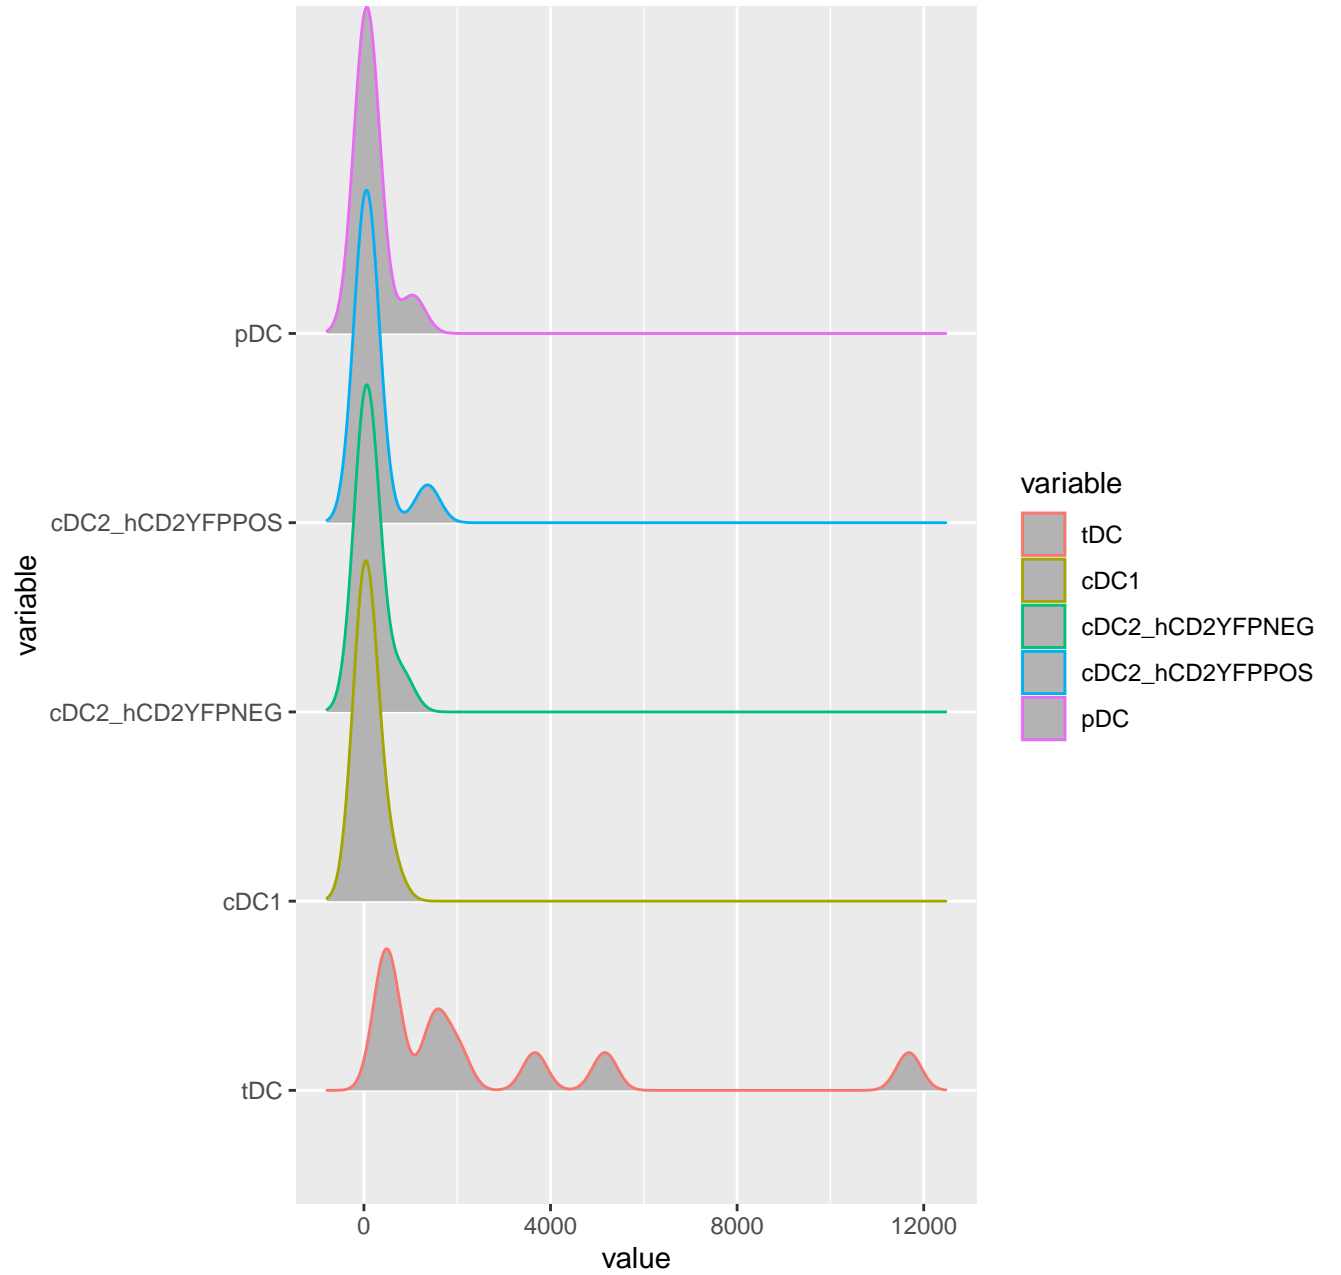 pDC
cDC2_hCD2YFPPOS
cDC2_hCD2YFPNEG
cDC1
tDC
variable
0 4000 8000 12000
value
variable
tDC
cDC1
cDC2_hCD2YFPNEG
cDC2_hCD2YFPPOS
pDC